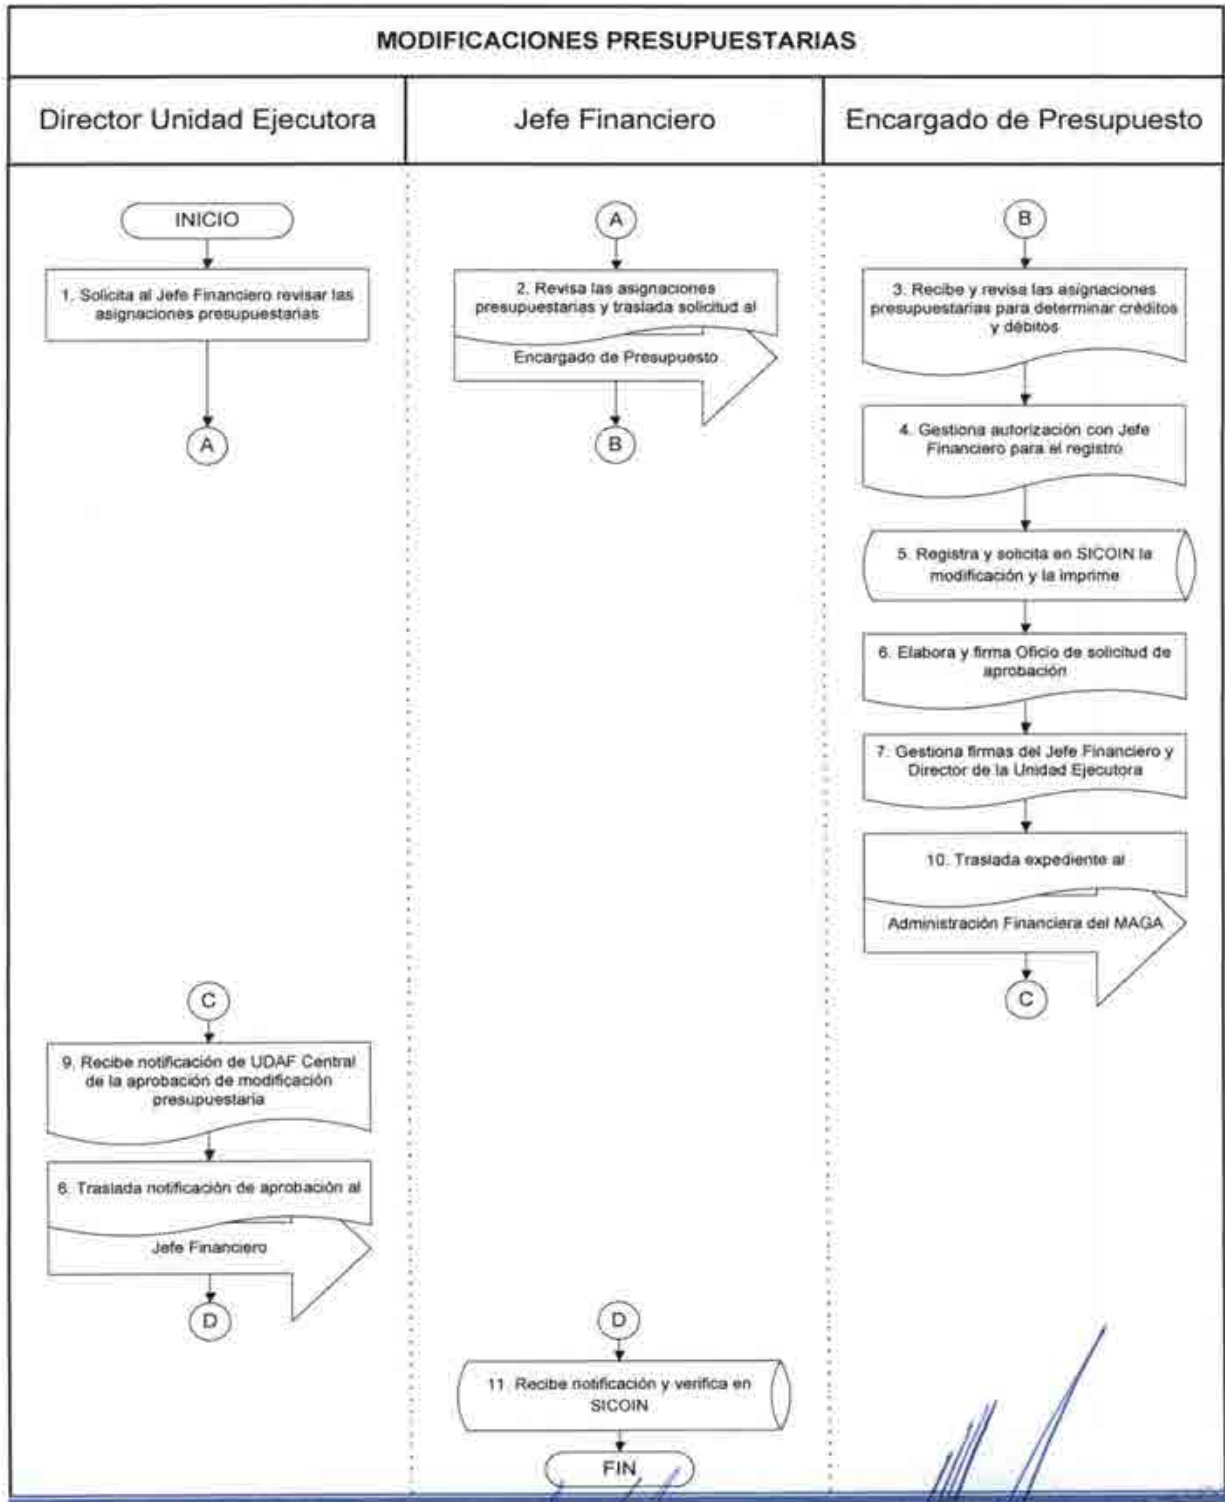 MODIFICACIONES PRESUPUESTARIAS
Director Unidad Ejecutora
Jefe Financiero
Encargado de Presupuesto
INICIO
1. Solicita al Jefe Financiero revisar las
asignaciones presupuestarias
A
A
2. Revisa las asignaciones
presupuestarias y traslada solicitud al
Encargado de Presupuesto
B
B
3. Recibe y revisa las asignaciones
presupuestarias para determinar créditos
y débitos
4. Gestiona autorización con Jefe
Financiero para el registro
5. Registra y solicita en SICOIN la
modificación y la imprime
6. Elabora y firma Oficio de solicitud de
aprobación
7. Gestiona firmas del Jefe Financiero y
Director de la Unidad Ejecutora
10. Traslada expediente al
Administración Financiera del MAGA
C
C
9. Recibe notificación de UDAF Central
de la aprobación de modificación
presupuestaria
6. Traslada notificación de aprobación al
Jefe Financiero
D
D
11. Recibe notificación y verifica en
SICOIN
FIN